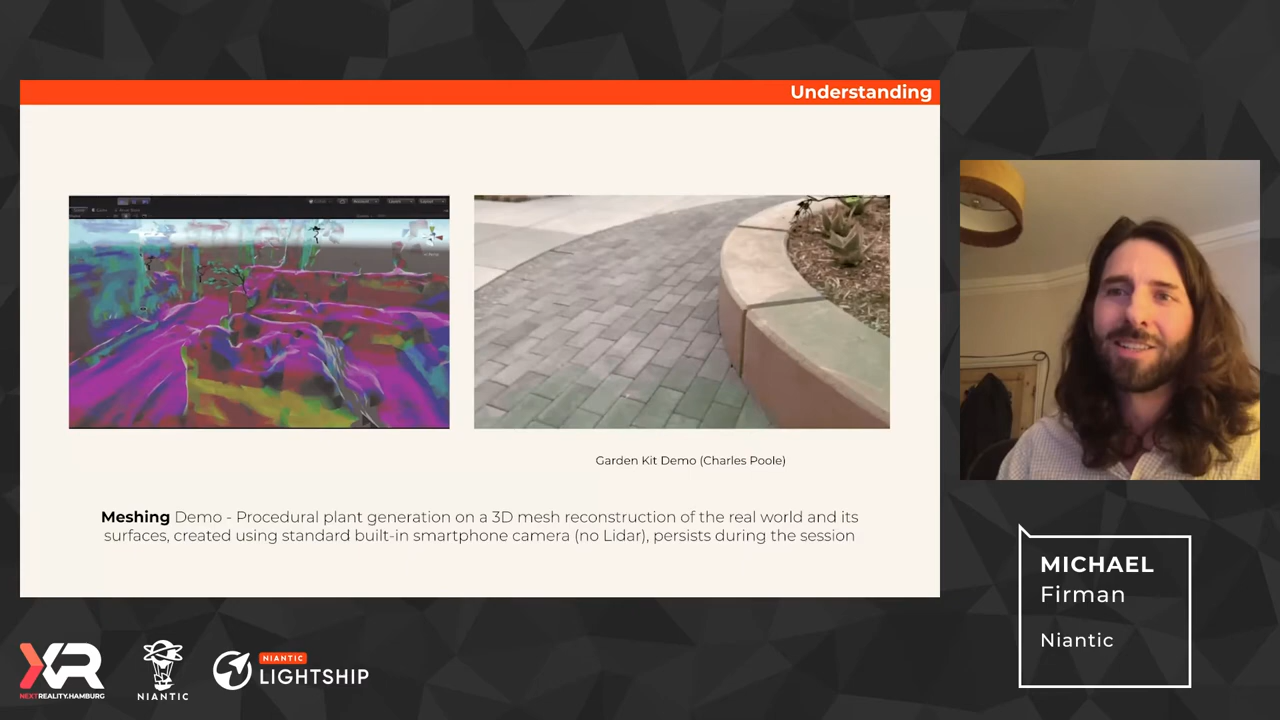 Understanding
Garden Kit Demo (Charles Poole)
Meshing Demo - Procedural plant generation on a 3D mesh reconstruction of the real world and its
surfaces, created using standard built-in smartphone camera (no Lidar), persists during the session
MICHAEL
Firman
Niantic
XR
NEXTREALITY.HAMBURG
NIANTIC
NIANTIC
LIGHTSHIP